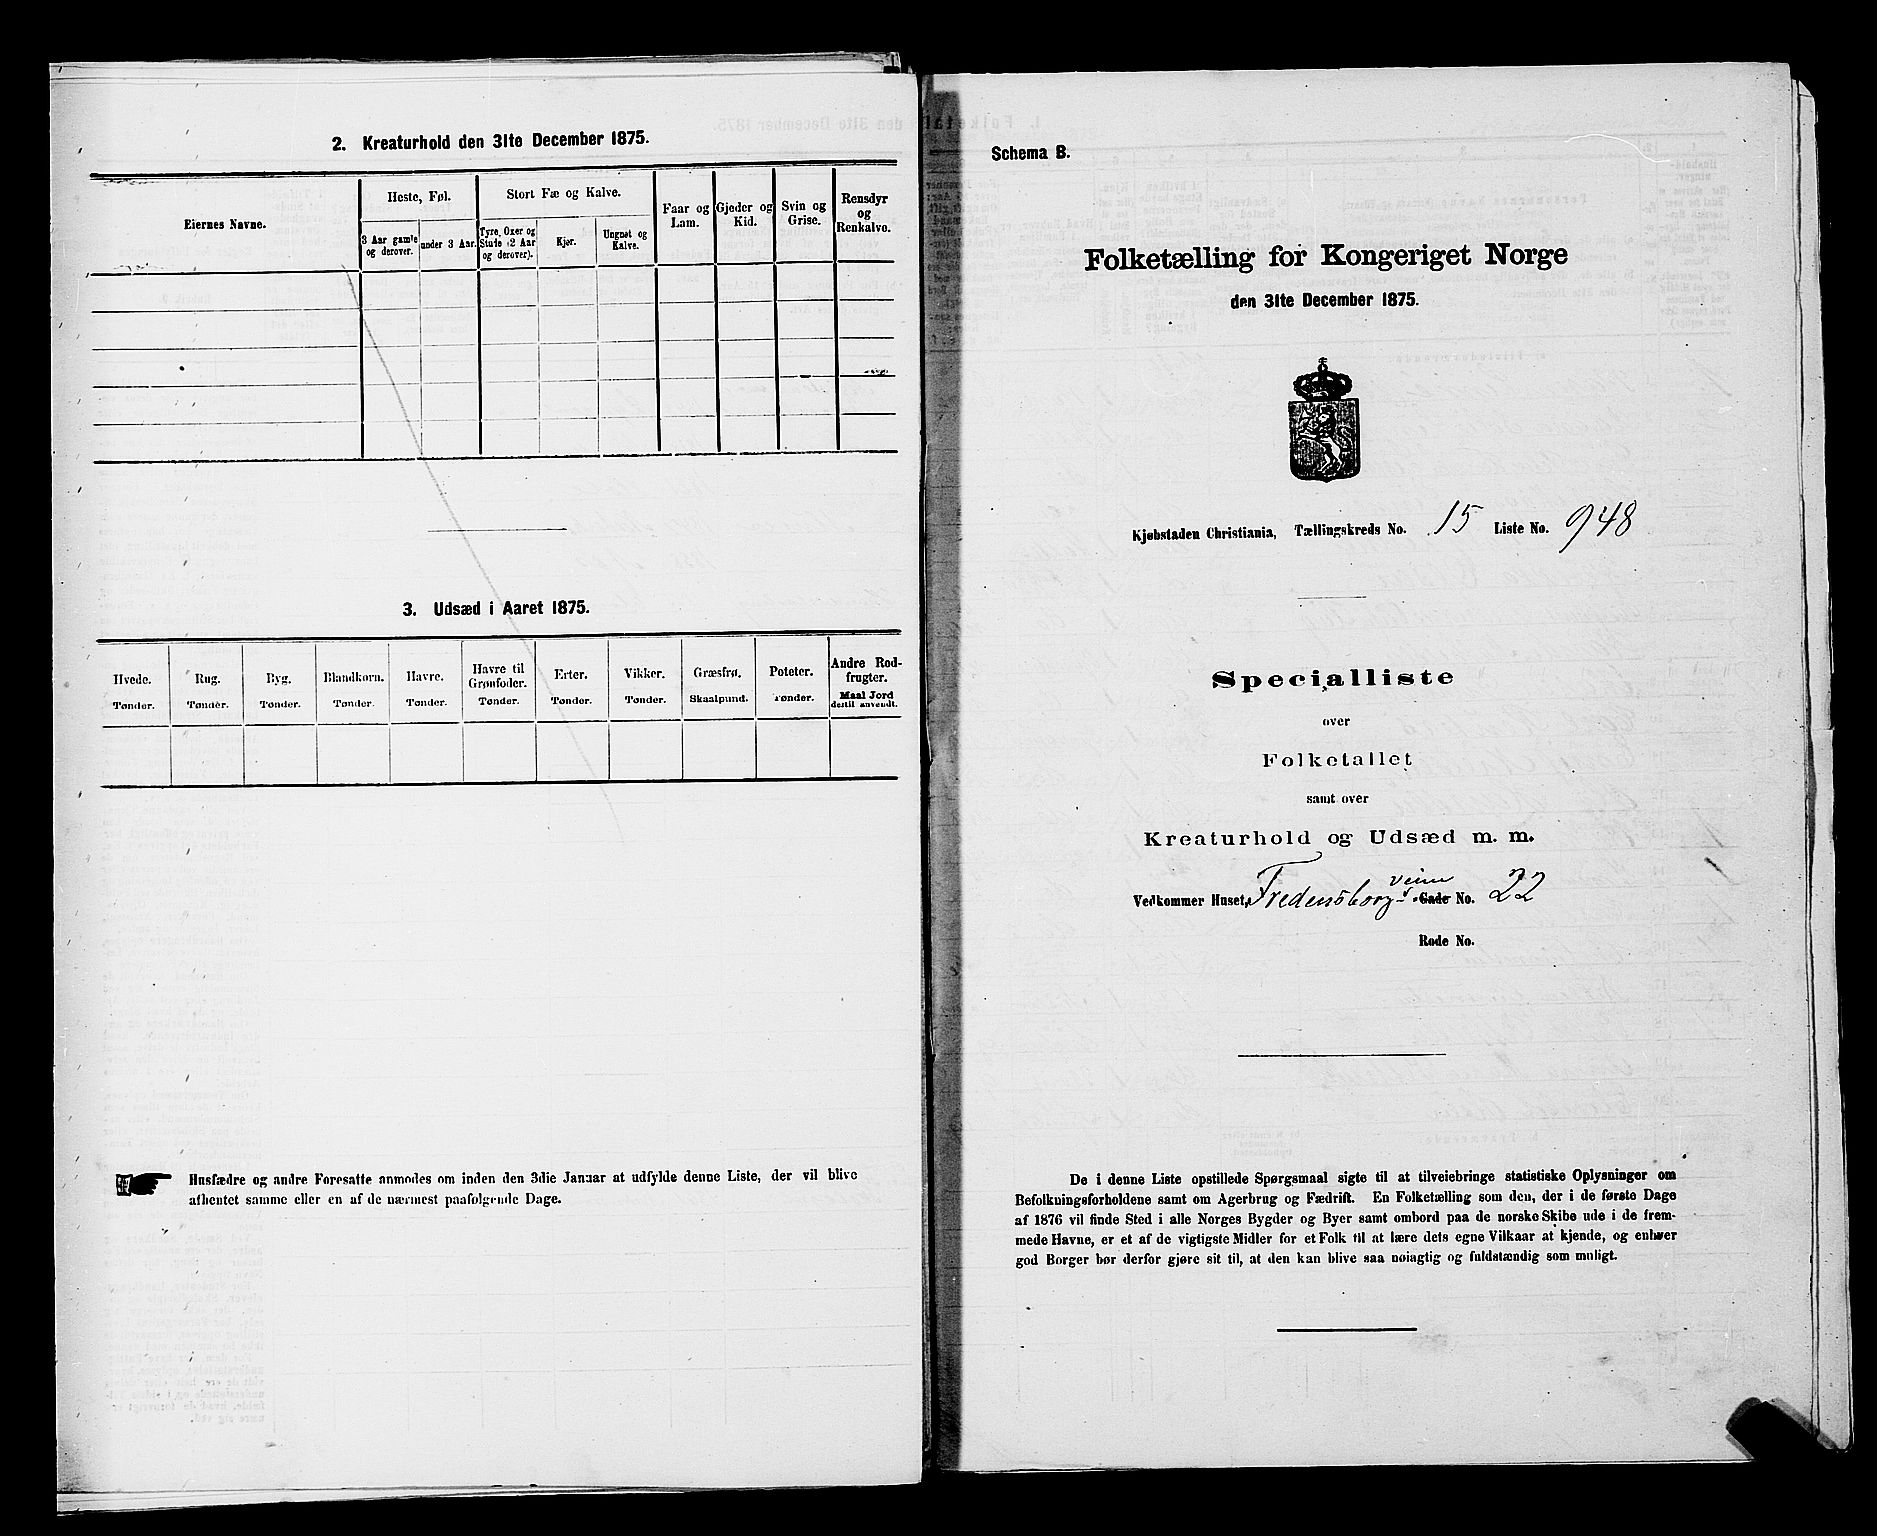 2. Kreaturhold den 31te December 1875.
Eiernes Navne.
Heste, Føl.
3 Aar gamle og derover.
under 3 Aar.
Stort Fæ og Kalve.
Tyre, Oxer og Stude (2 Aar og derover).
Kjør.
Ungnøt og Kalve.
Faar og Lam.
Gjeder og Kid.
Svin og Grise.
Rensdyr og Renkalve.
3. Udsæd i Aaret 1875.
Hvede. Tønder.
Rug. Tønder.
Byg. Tønder.
Blandkorn. Tønder.
Havre. Tønder.
Havre til Grønfoder. Tønder.
Erter. Tønder.
Vikker. Tønder.
Græsfrø. Skaalpund.
Poteter. Tønder.
Andre Rodfrugter. Maal Jord dertil anvendt.
Husfædre og andre Foresatte anmodes om inden den 3die Januar at udfylde denne Liste, der vil blive
afhentet samme eller en af de nærmest paafølgende Dage.
Schema B.
Folketælling for Kongeriget Norge
den 31te December 1875.
Kjøbstaden Christiania, Tællingskreds No. 15 Liste No. 948
Specialliste
over
Folketallet
samt over
Kreaturhold og Udsæd m. m.
Vedkommer Huset, Fredensborgs veien Gade No. 22
Rode No.
De i denne Liste opstillede Spørgsmaal sigte til at tilveiebringe statistiske Oplysninger om
Befolkningsforholdene samt om Agerbrug og Fædrift. En Folketælling som den, der i de første Dage
af 1876 vil finde Sted i alle Norges Bygder og Byer samt ombord paa de norske Skibe ude i de frem-
mede Havne, er et af de vigtigste Midler for et Folk til at lære dets egne Vilkaar at kjende, og enhver
god Borger bør derfor gjøre sit til, at den kan blive saa nøiagtig og fuldstændig som muligt.